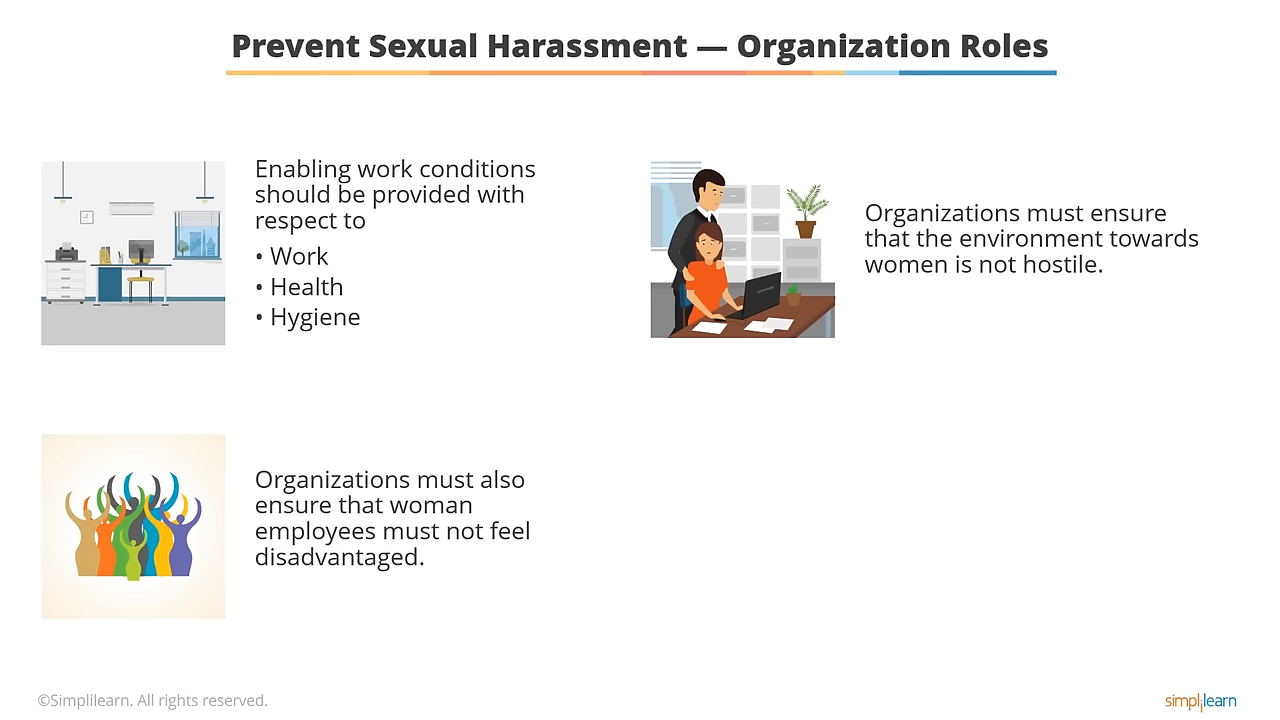 Prevent Sexual Harassment — Organization Roles
Enabling work conditions
should be provided with
respect to
• Work
• Health
• Hygiene
Organizations must ensure
that the environment towards
women is not hostile.
Organizations must also
ensure that woman
employees must not feel
disadvantaged.
©Simplilearn. All rights reserved.
simplilearn